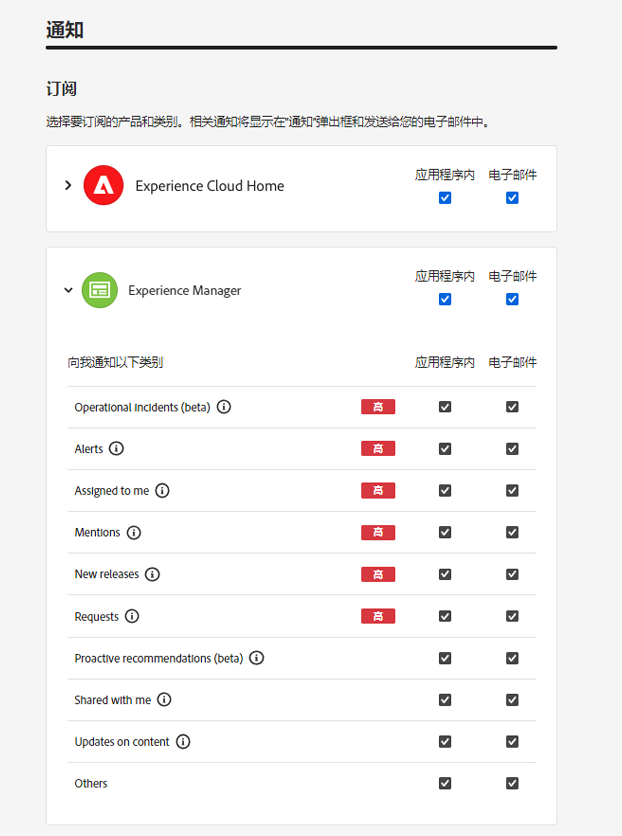 通知
订阅
选择要订阅的产品和类别。相关通知将显示在“通知”弹出框和发送给您的电子邮件中。
应用程序内 电子邮件
Experience Cloud Home
应用程序内 电子邮件
Experience Manager
向我通知以下类别 应用程序内 电子邮件
Operational incidents (beta) 高
Alerts 高
Assigned to me 高
Mentions 高
New releases 高
Requests 高
Proactive recommendations (beta)
Shared with me
Updates on content
Others